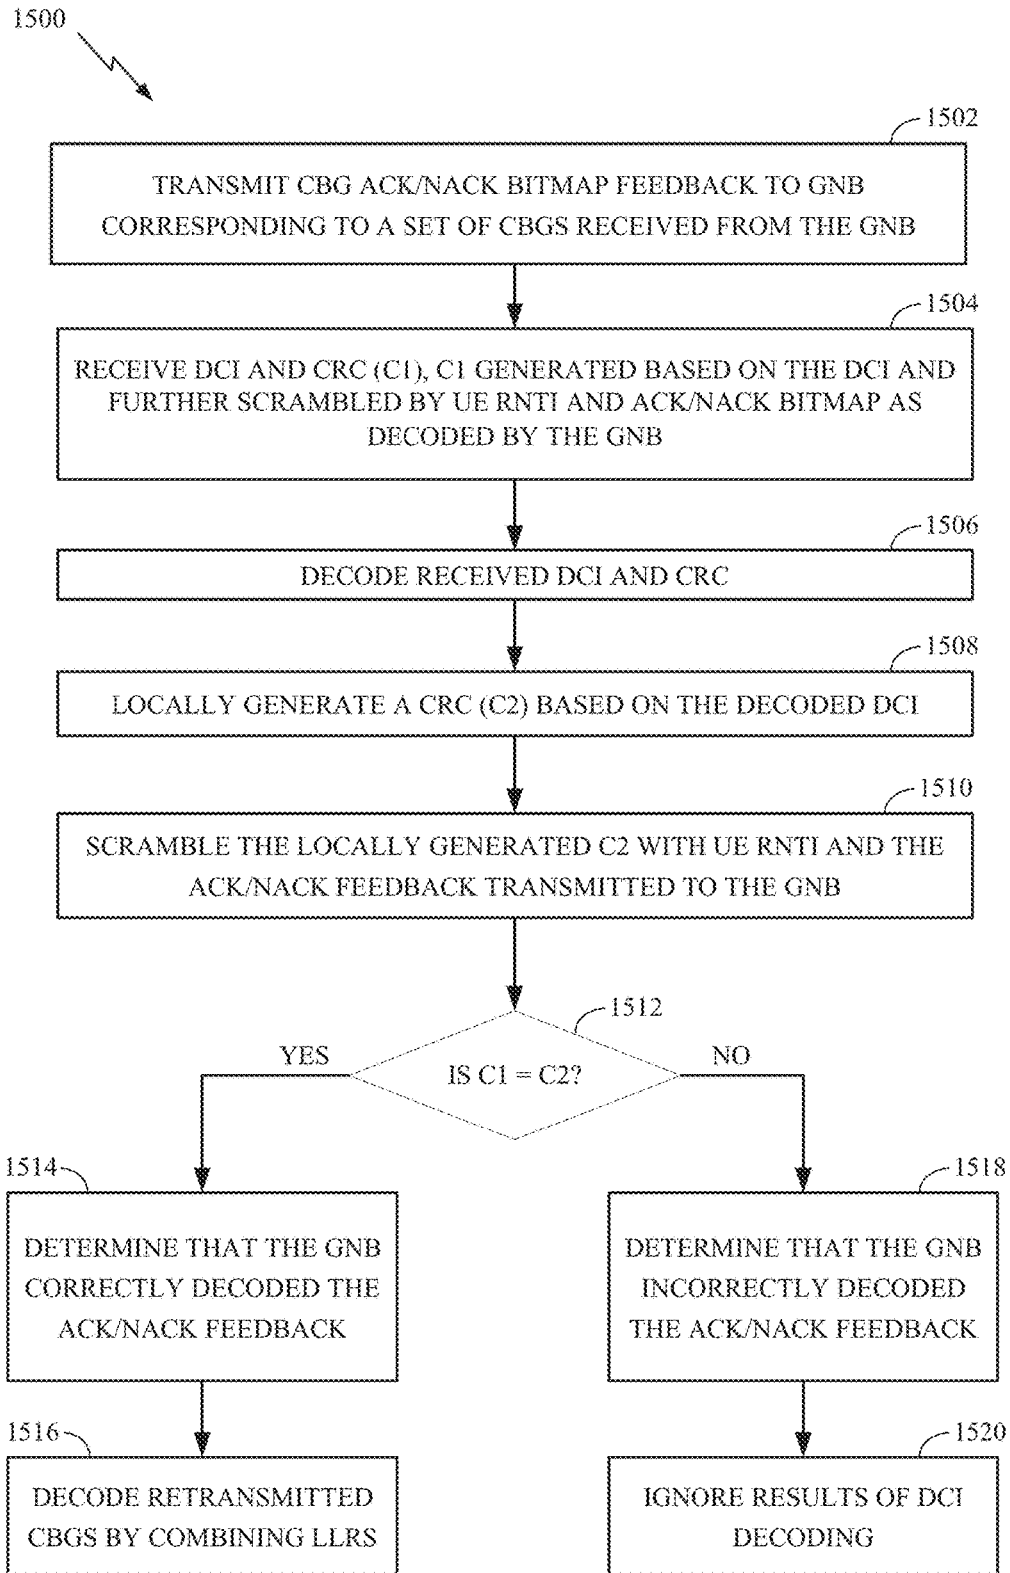 1500
1502
TRANSMIT CBG ACK/NACK BITMAP FEEDBACK TO GNB
CORRESPONDING TO A SET OF CBGS RECEIVED FROM THE GNB
1504
RECEIVE DCI AND CRC (C1), C1 GENERATED BASED ON THE DCI AND
FURTHER SCRAMBLED BY UE RNTI AND ACK/NACK BITMAP AS
DECODED BY THE GNB
1506
DECODE RECEIVED DCI AND CRC
1508
LOCALLY GENERATE A CRC (C2) BASED ON THE DECODED DCI
1510
SCRAMBLE THE LOCALLY GENERATED C2 WITH UE RNTI AND THE
ACK/NACK FEEDBACK TRANSMITTED TO THE GNB
1512
YES
IS C1 = C2?
NO
1514
DETERMINE THAT THE GNB
CORRECTLY DECODED THE
ACK/NACK FEEDBACK
1518
DETERMINE THAT THE GNB
INCORRECTLY DECODED
THE ACK/NACK FEEDBACK
1516
DECODE RETRANSMITTED
CBGS BY COMBINING LLRS
1520
IGNORE RESULTS OF DCI
DECODING